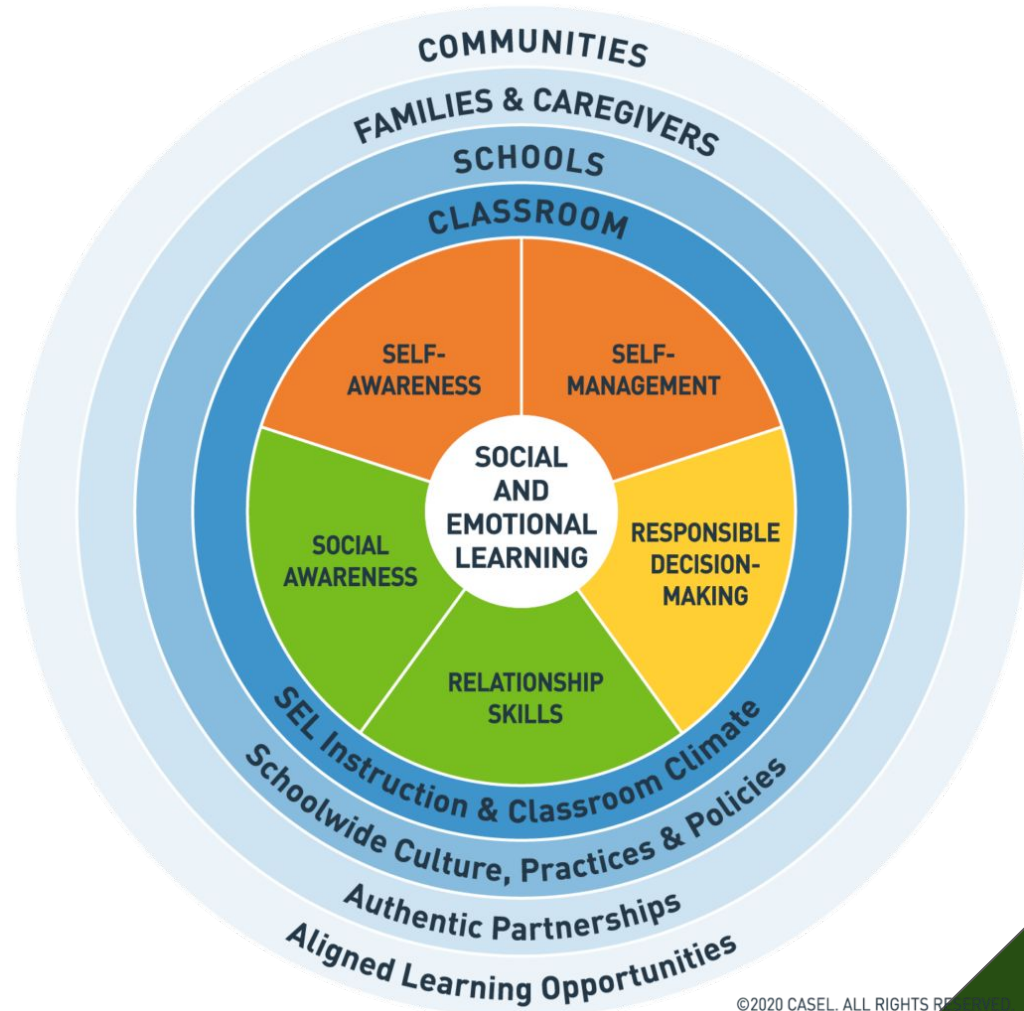 COMMUNITIES
FAMILIES & CAREGIVERS
SCHOOLS
CLASSROOM
SELF-
AWARENESS
SELF-
MANAGEMENT
SOCIAL
AND
EMOTIONAL
LEARNING
SOCIAL
AWARENESS
RESPONSIBLE
DECISION-
MAKING
RELATIONSHIP
SKILLS
SEL Instruction & Classroom Climate
Schoolwide Culture, Practices & Policies
Authentic Partnerships
Aligned Learning Opportunities
©2020 CASEL. ALL RIGHTS RESERVED.